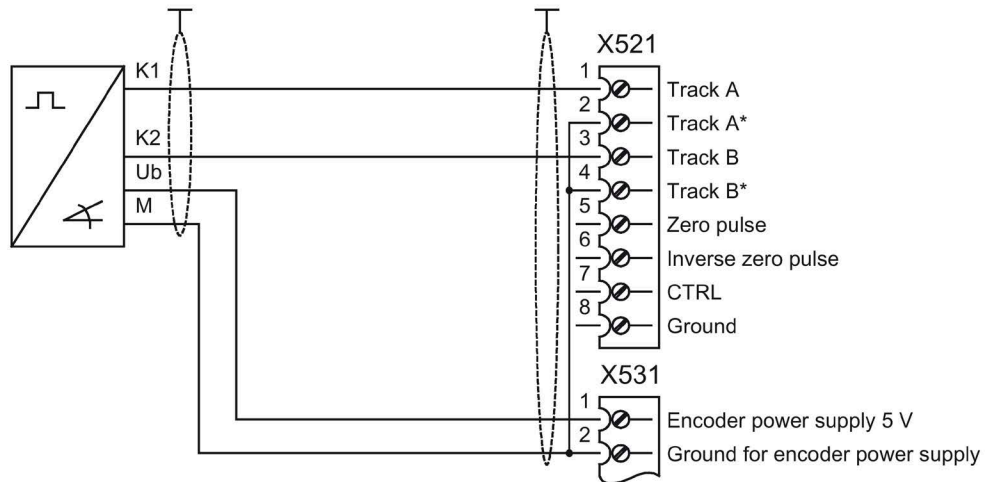 X521
K1
1
Track A
2
Track A*
K2
3
Track B
Ub
4
Track B*
M
5
Zero pulse
6
Inverse zero pulse
7
CTRL
8
Ground
X531
1
Encoder power supply 5 V
2
Ground for encoder power supply